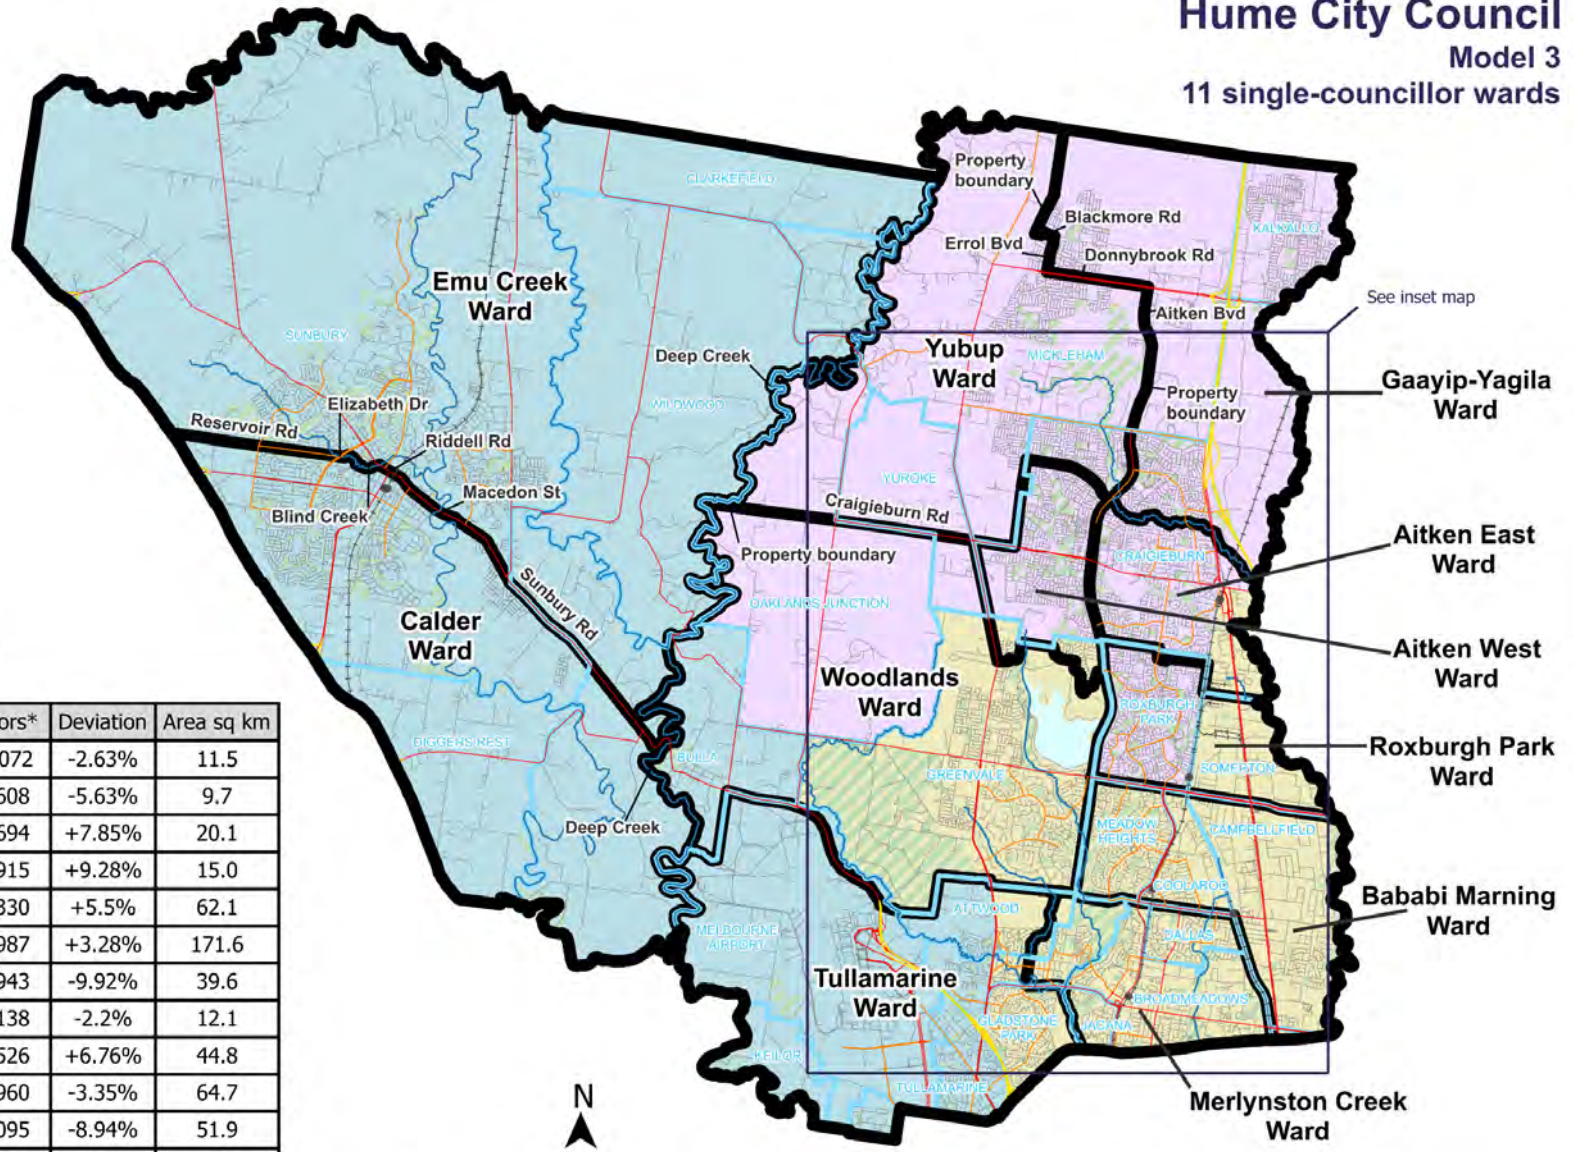 Hume City Council
Model 3
11 single-councillor wards
Property
boundary
Blackmore Rd
Errol Bvd
Donnybrook Rd
KALKALLO
CLARKEFIELD
See inset map
Aitken Bvd
Emu Creek
Ward
SUNBURY
Deep Creek
Yubup
Ward
MICKLEHAM
Gaayip-Yagila
Ward
Property
boundary
Elizabeth Dr
WILDWOOD
Reservoir Rd
Riddell Rd
Macedon St
YUROKE
Craigieburn Rd
Blind Creek
Property boundary
CRAIGIEBURN
Aitken East
Ward
Sunbury Rd
OAKLANDS JUNCTION
Calder
Ward
Aitken West
Ward
Woodlands
Ward
ROXBURGH
PARK
DIGGERS REST
BULLA
Roxburgh Park
Ward
GREENVALE
SOMERTON
Deep Creek
MEADOW
HEIGHTS
CAMPBELLFIELD
COOLAROO
Bababi Marning
Ward
ATTWOOD
MELBOURNE
AIRPORT
DALLAS
Tullamarine
Ward
BROADMEADOWS
GLADSTONE
PARK
JACANA
KEILOR
TULLAMARINE
Merlynston Creek
Ward
N
ors* Deviation Area sq km
072 -2.63% 11.5
608 -5.63% 9.7
694 +7.85% 20.1
915 +9.28% 15.0
330 +5.5% 62.1
987 +3.28% 171.6
943 -9.92% 39.6
138 -2.2% 12.1
526 +6.76% 44.8
960 -3.35% 64.7
095 -8.94% 51.9